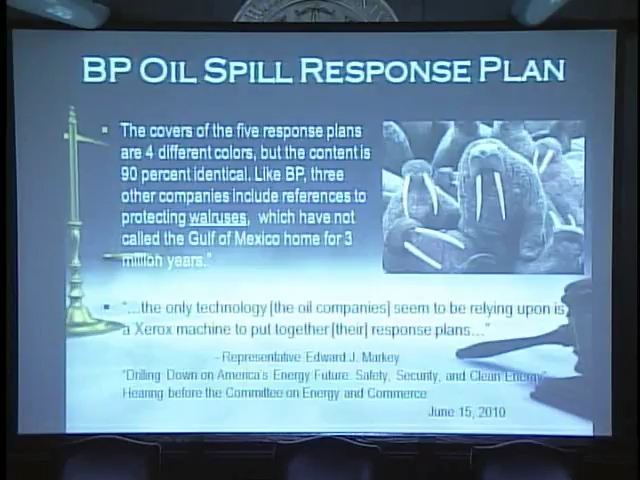 BP OIL SPILL RESPONSE PLAN
The covers of the five response plans
are 4 different colors, but the content is
90 percent identical. Like BP, three
other companies include references to
protecting walruses, which have not
called the Gulf of Mexico home for 3
million years."
"...the only technology [the oil companies] seem to be relying upon is
a Xerox machine to put together [their] response plans..."
- Representative Edward J. Markey
"Drilling Down on America's Energy Future: Safety, Security, and Clean Energy"
Hearing before the Committee on Energy and Commerce
June 15, 2010